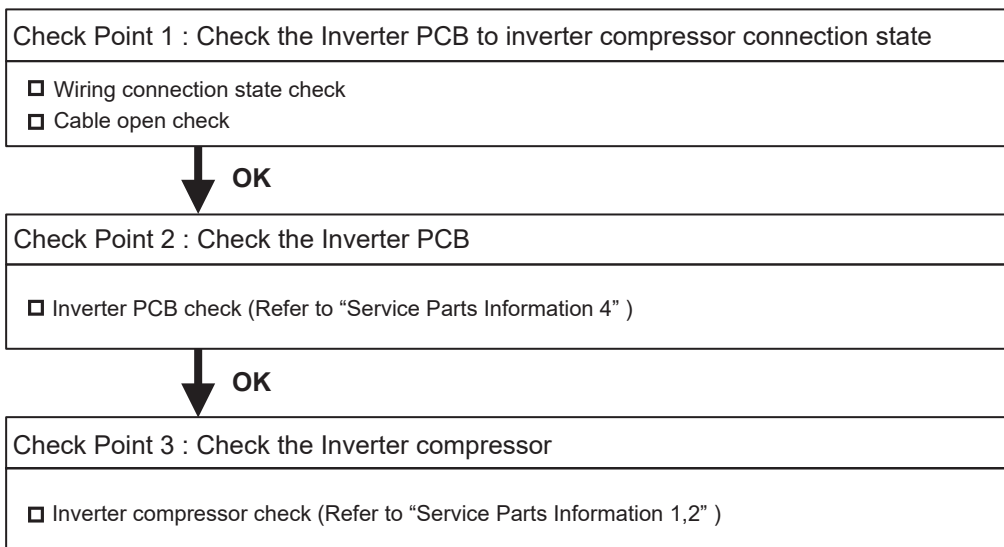 Check Point 1 : Check the Inverter PCB to inverter compressor connection state
Wiring connection state check
Cable open check
OK
Check Point 2 : Check the Inverter PCB
Inverter PCB check (Refer to “Service Parts Information 4” )
OK
Check Point 3 : Check the Inverter compressor
Inverter compressor check (Refer to “Service Parts Information 1,2” )